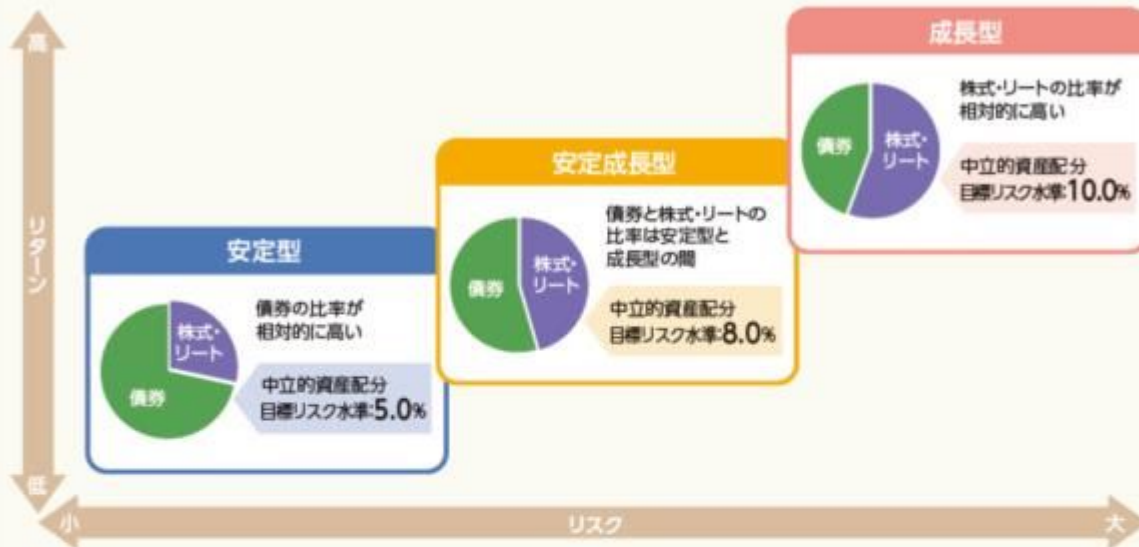 高
リターン
低
小
リスク
大
安定型
債券の比率が
相対的に高い
株式・
リート
債券
中立的資産配分
目標リスク水準:5.0%
安定成長型
債券と株式・リートの
比率は安定型と
成長型の間
債券
株式・
リート
中立的資産配分
目標リスク水準:8.0%
成長型
株式・リートの比率が
相対的に高い
債券
株式・
リート
中立的資産配分
目標リスク水準:10.0%